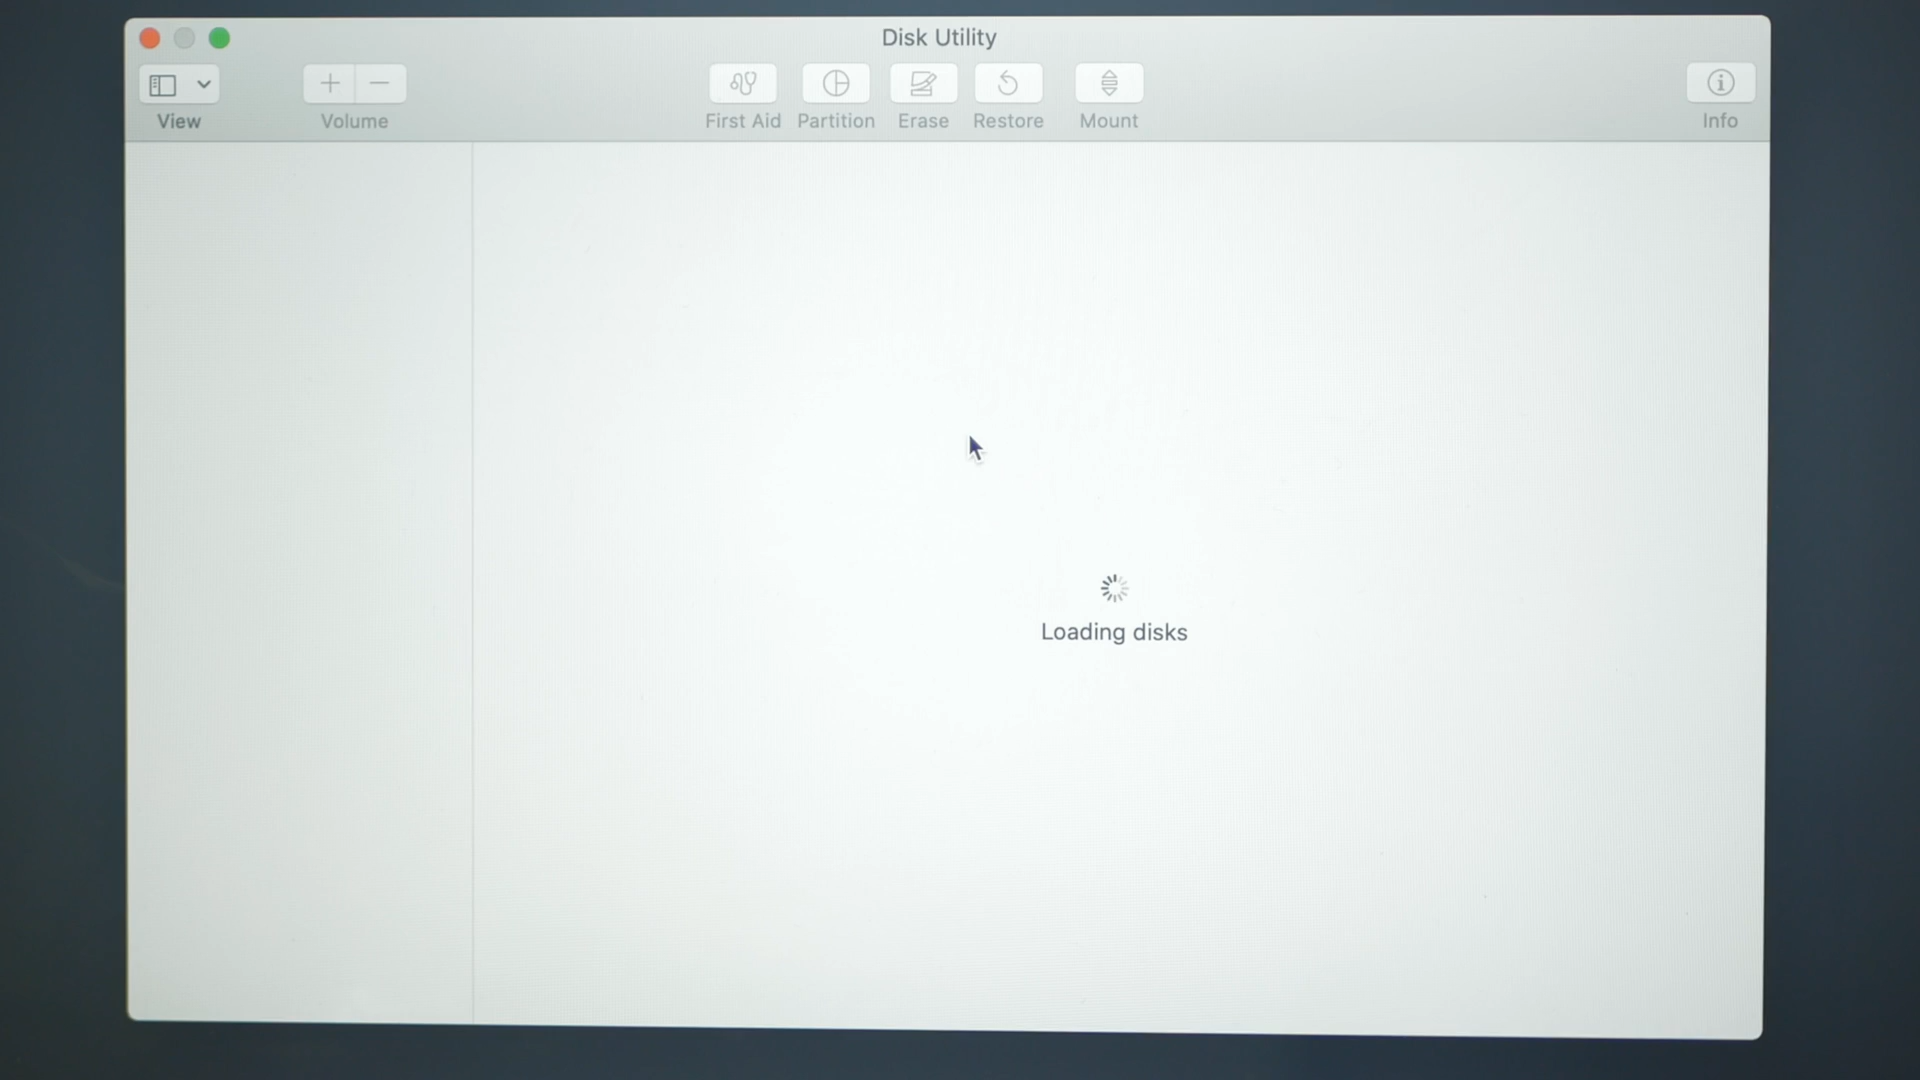 Disk Utility
View
Volume
First Aid
Partition
Erase
Restore
Mount
Info
Loading disks